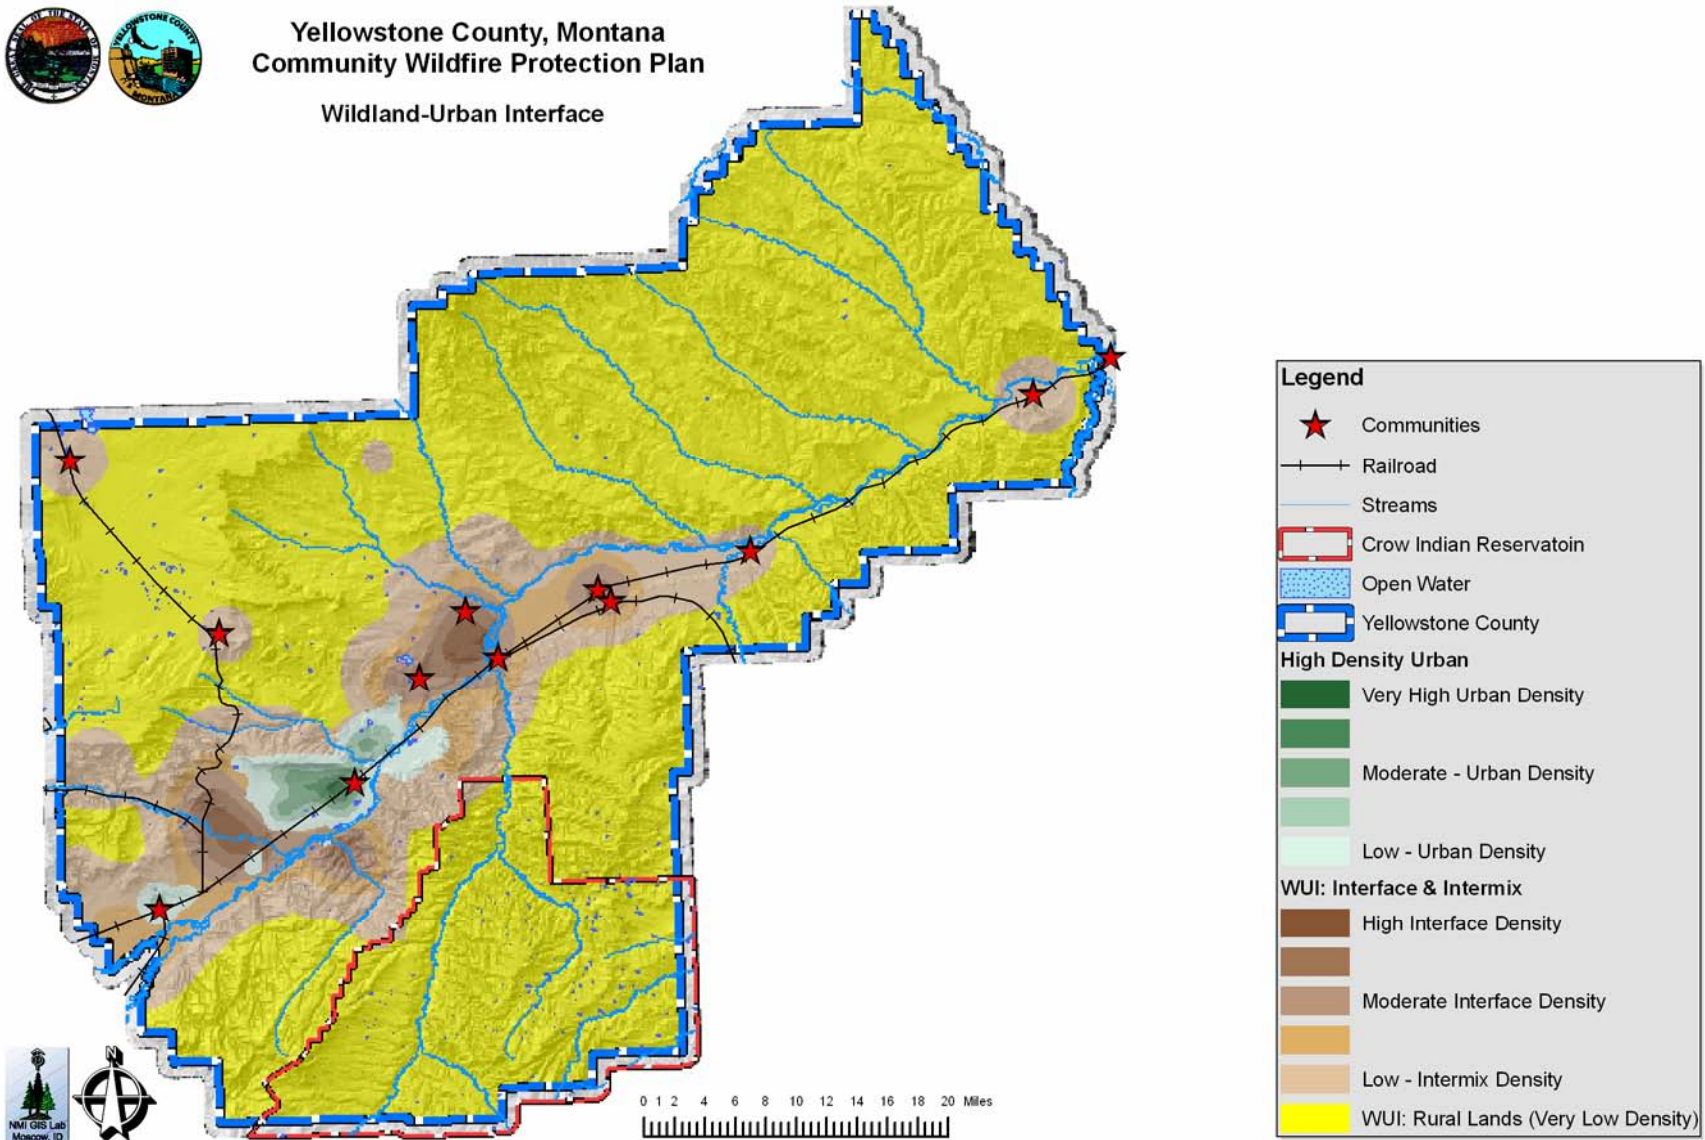 YELLOWSTONE COUNTY
MONTANA
Yellowstone County, Montana
Community Wildfire Protection Plan
Wildland-Urban Interface
Legend
Communities
Railroad
Streams
Crow Indian Reservatoin
Open Water
Yellowstone County
High Density Urban
Very High Urban Density
Moderate - Urban Density
Low - Urban Density
WUI: Interface & Intermix
High Interface Density
Moderate Interface Density
Low - Intermix Density
WUI: Rural Lands (Very Low Density)
N
NMI GIS Lab
Moscow, ID
0 1 2 4 6 8 10 12 14 16 18 20 Miles